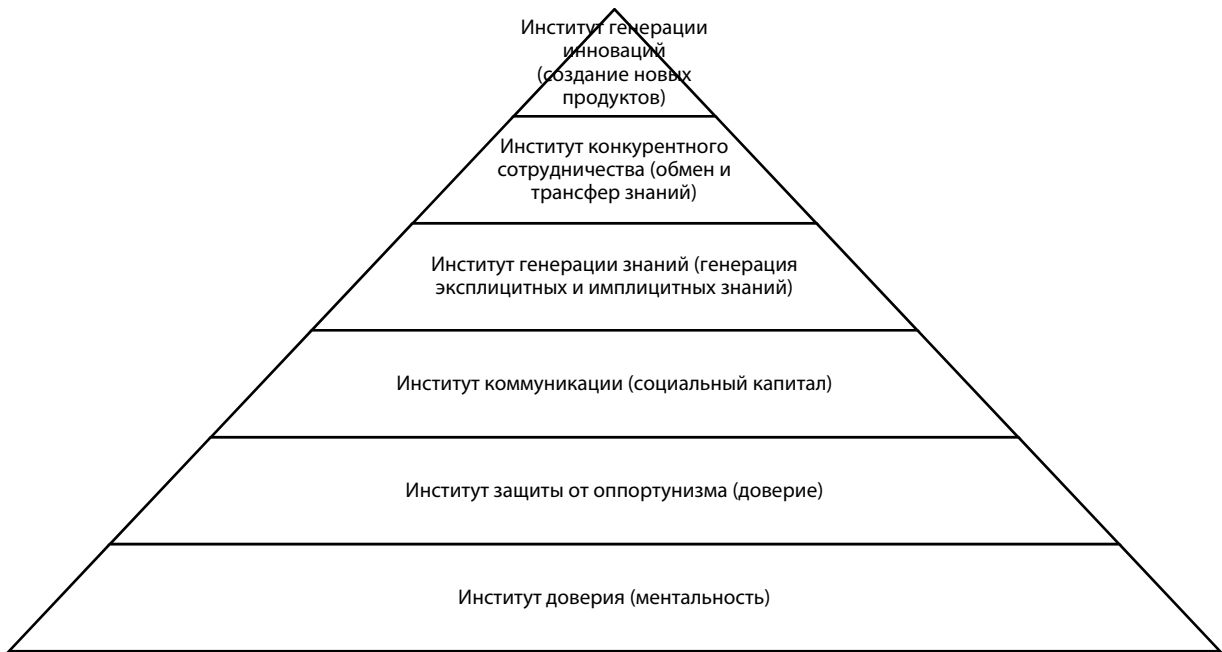 Институт генерации
инноваций
(создание новых
продуктов)
Институт конкурентного
сотрудничества (обмен и
трансфер знаний)
Институт генерации знаний (генерация
эксплицитных и имплицитных знаний)
Институт коммуникации (социальный капитал)
Институт защиты от оппортунизма (доверие)
Институт доверия (ментальность)